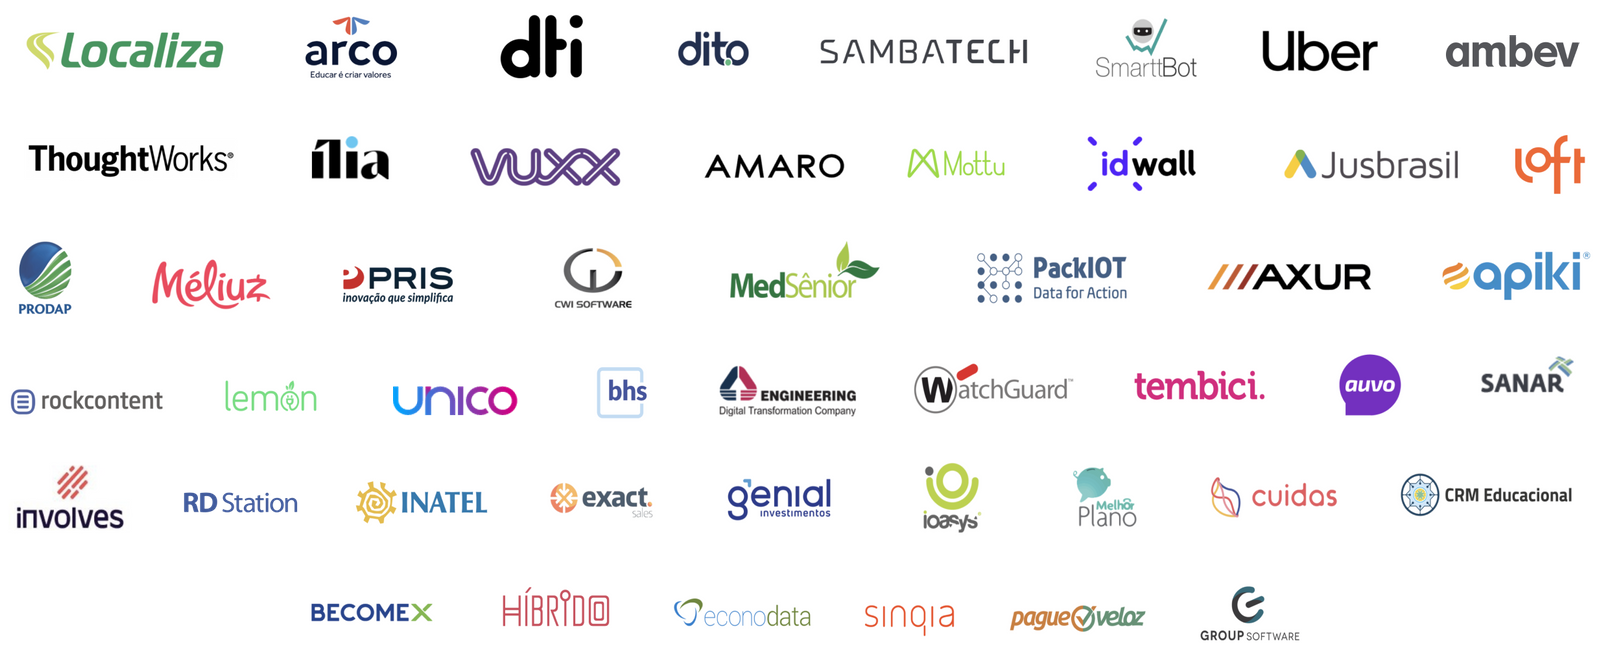 Localiza
arco
Educar é criar valores
dti
dito
SAMBATECH
SmarttBot
Uber
ambev
ThoughtWorks®
ília
VUXX
AMARO
Mottu
idwall
Jusbrasil
loft
PRODAP
Méliuz
PRIS
inovação que simplifica
CWI SOFTWARE
MedSênior
PackIOT
Data for Action
AXUR
apiki®
rockcontent
lemon
unico
bhs
ENGINEERING
Digital Transformation Company
WatchGuard™
tembici.
auvo
SANAR
involves
RD Station
INATEL
exact.
sales
genial
investimentos
ioasys
Melhor
Plano
cuidas
CRM Educacional
BECOMEX
HÍBRIDO
econodata
sinqia
pague veloz
GROUP SOFTWARE